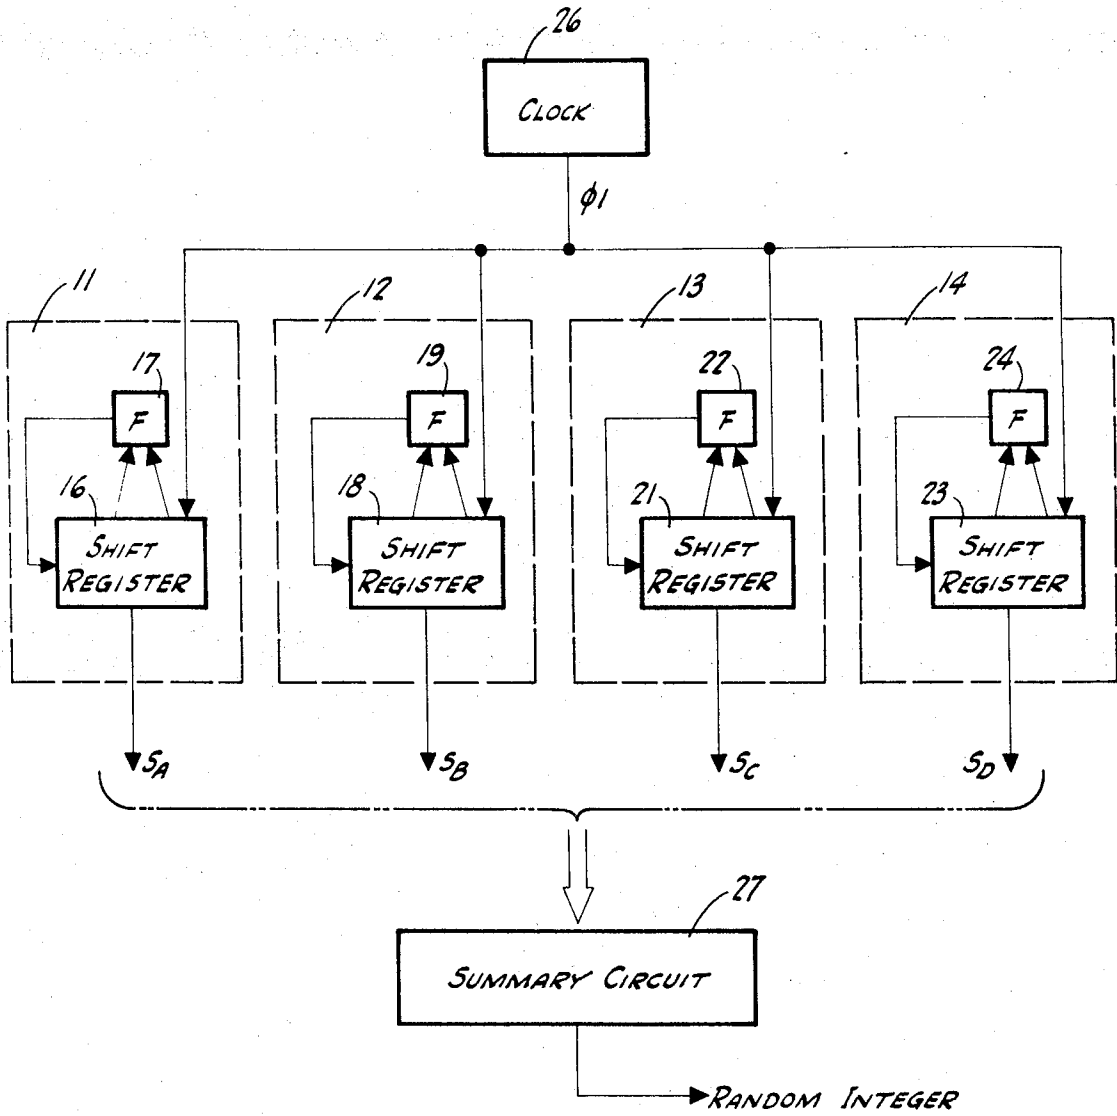 26
CLOCK
φ1
11
12
13
14
17
F
19
F
22
F
24
F
16
SHIFT
REGISTER
18
SHIFT
REGISTER
21
SHIFT
REGISTER
23
SHIFT
REGISTER
SA
SB
SC
SD
27
SUMMARY CIRCUIT
RANDOM INTEGER